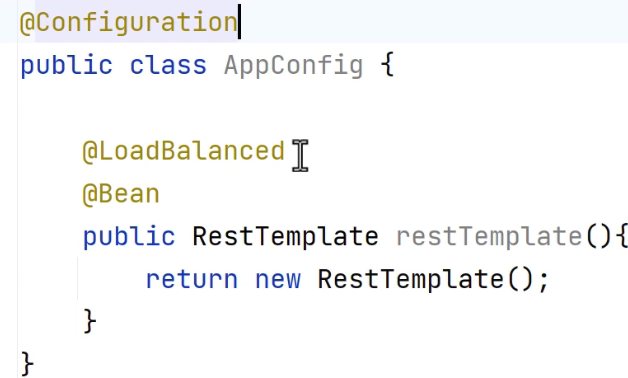 @Configuration
public class AppConfig {
@LoadBalanced
@Bean
public RestTemplate restTemplate(){
return new RestTemplate();
}
}